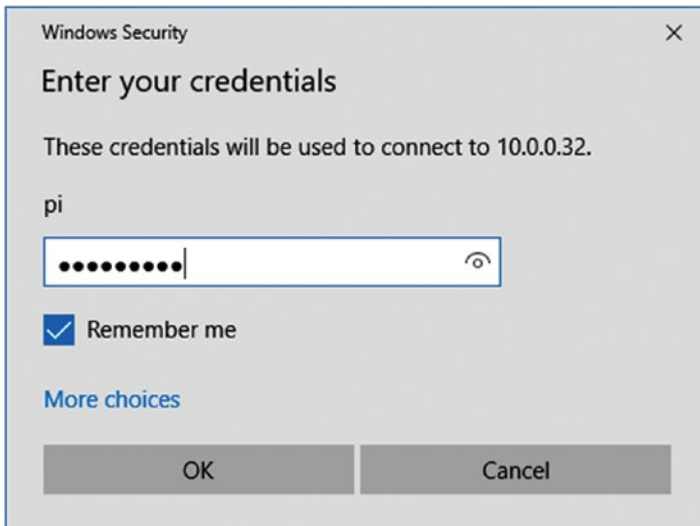 Windows Security
Enter your credentials
These credentials will be used to connect to 10.0.0.32.
pi
●●●●●●●●●
Remember me
More choices
OK
Cancel